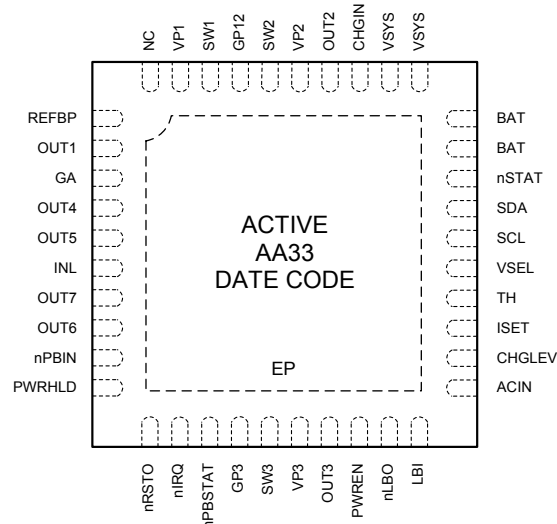 NC
VP1
SW1
GP12
SW2
VP2
OUT2
CHGIN
VSYS
VSYS
REFBP
OUT1
GA
OUT4
OUT5
INL
OUT7
OUT6
nPBIN
PWRHLD
ACTIVE
AA33
DATE CODE
EP
BAT
BAT
nSTAT
SDA
SCL
VSEL
TH
ISET
CHGLEV
ACIN
nRSTO
nIRQ
nPBSTAT
GP3
SW3
VP3
OUT3
PWREN
nLBO
LBI